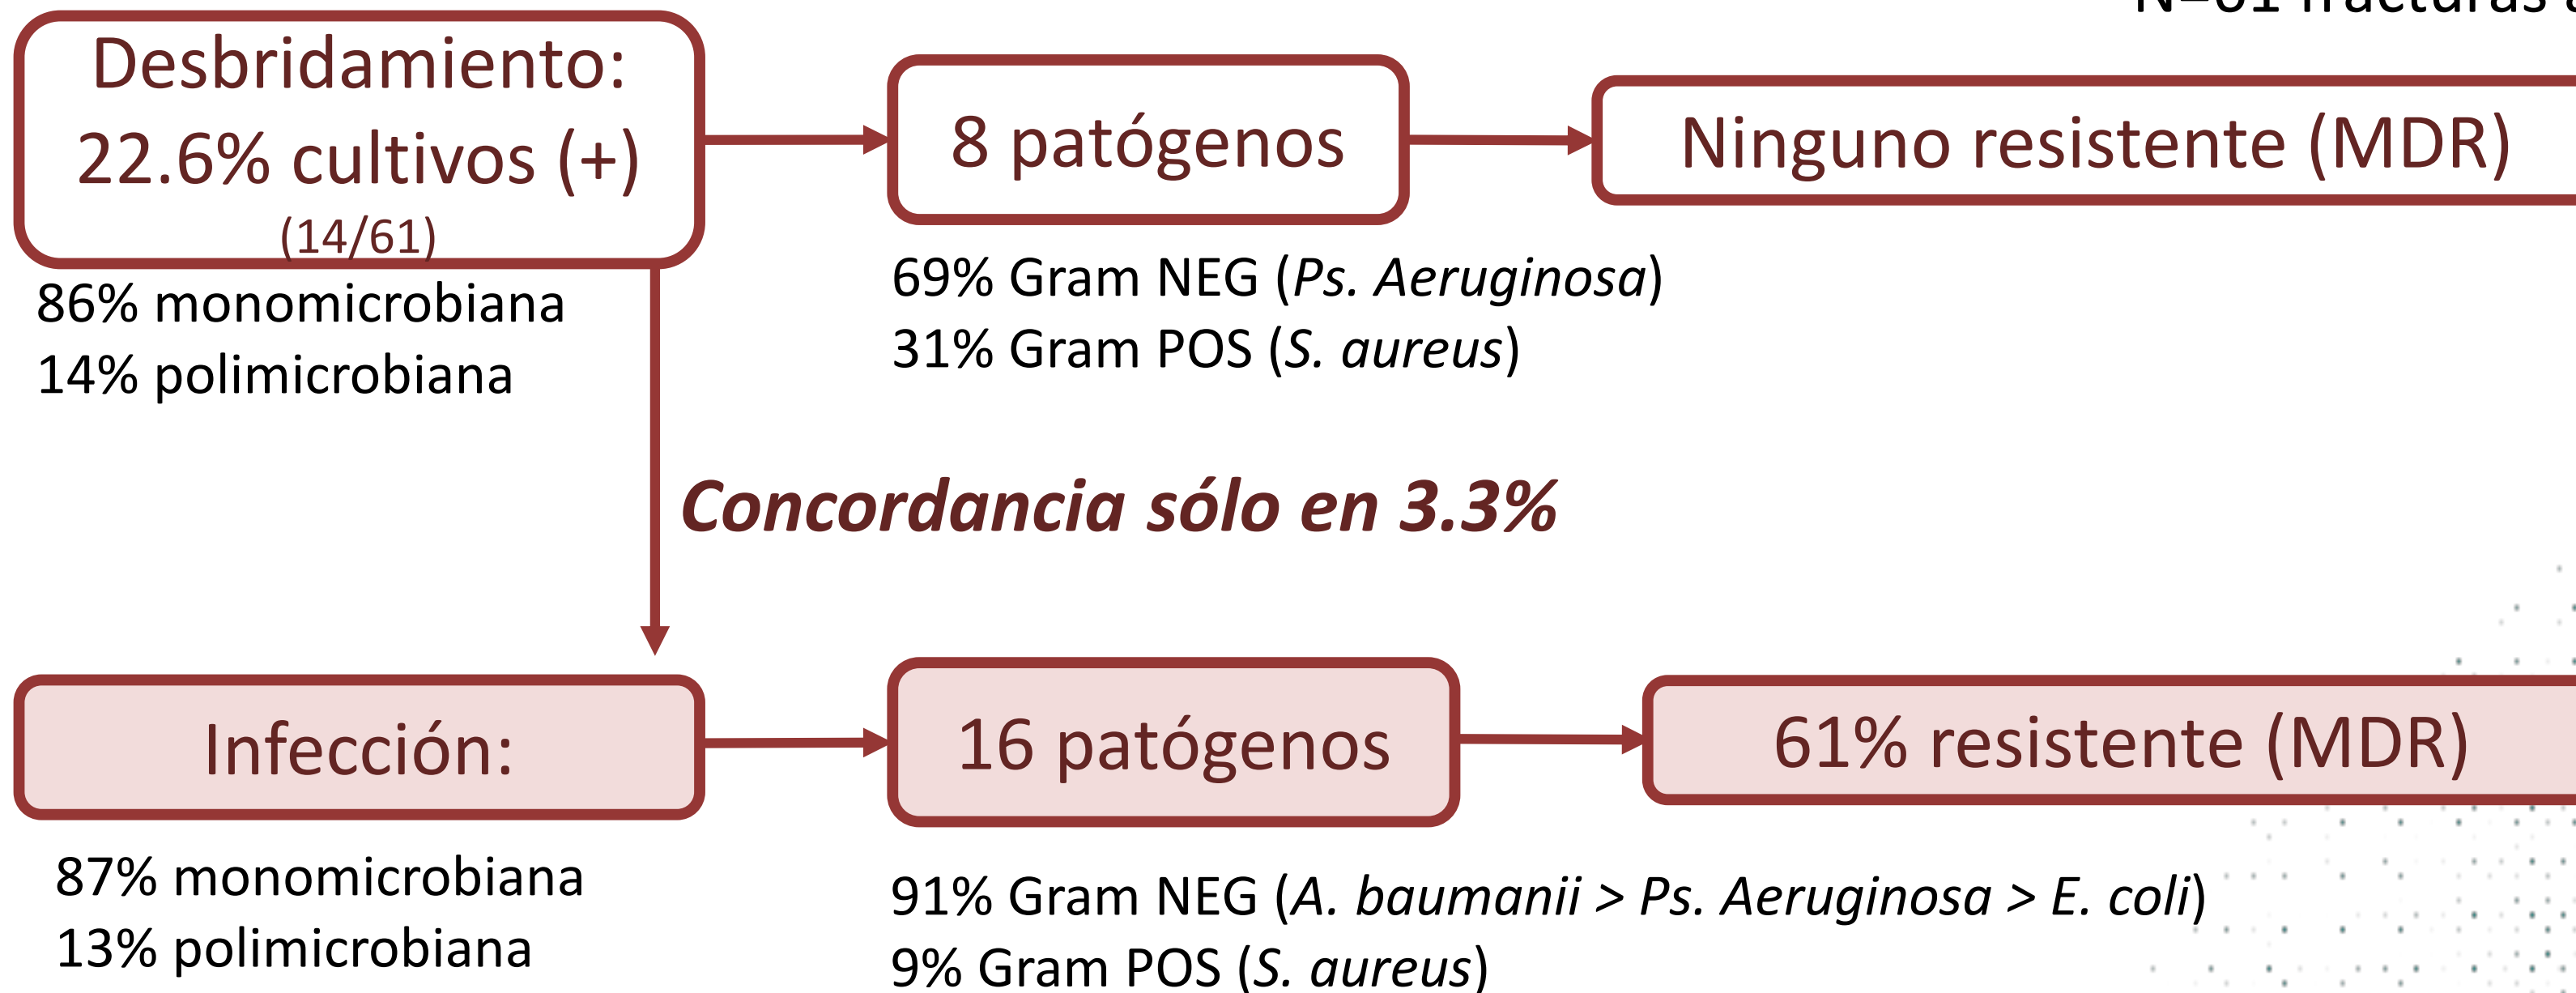 N=61 fracturas
Desbridamiento:
22.6% cultivos (+)
(14/61)
8 patógenos
Ninguno resistente (MDR)
86% monomicrobiana
14% polimicrobiana
69% Gram NEG (Ps. Aeruginosa)
31% Gram POS (S. aureus)
Concordancia sólo en 3.3%
Infección:
16 patógenos
61% resistente (MDR)
87% monomicrobiana
13% polimicrobiana
91% Gram NEG (A. baumanii > Ps. Aeruginosa > E. coli)
9% Gram POS (S. aureus)